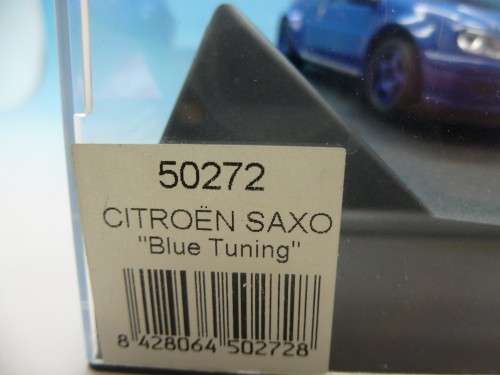 50272
CITROËN SAXO
"Blue Tuning"
8 428064 502728